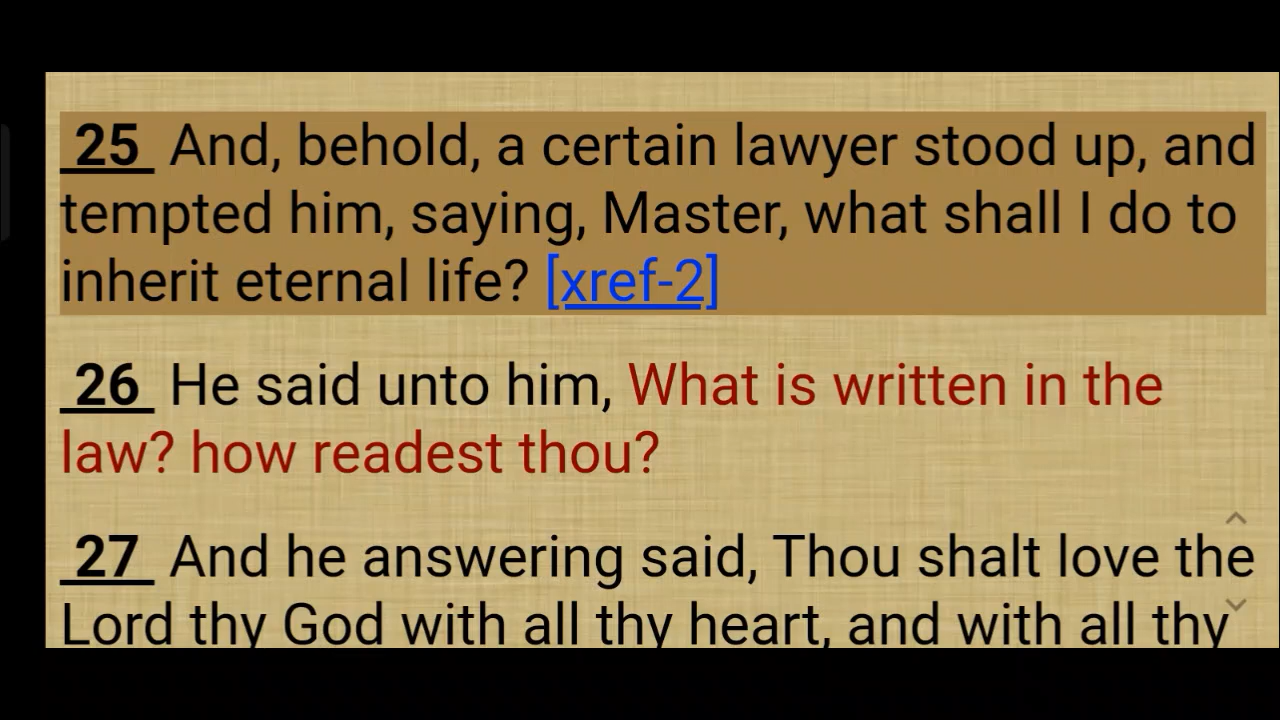 25 And, behold, a certain lawyer stood up, and
tempted him, saying, Master, what shall I do to
inherit eternal life? [xref-2]
26 He said unto him, What is written in the
law? how readest thou?
27 And he answering said, Thou shalt love the
Lord thy God with all thy heart, and with all thy